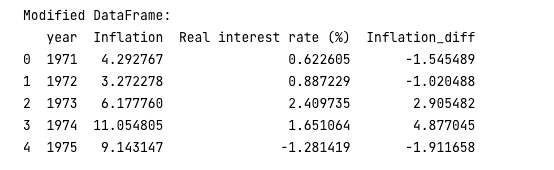 Modified DataFrame:
   year  Inflation  Real interest rate (%)  Inflation_diff
0  1971   4.292767                0.622605       -1.545489
1  1972   3.272278                0.887229       -1.020488
2  1973   6.177760                2.409735        2.905482
3  1974  11.054805                1.651064        4.877045
4  1975   9.143147               -1.281419       -1.911658